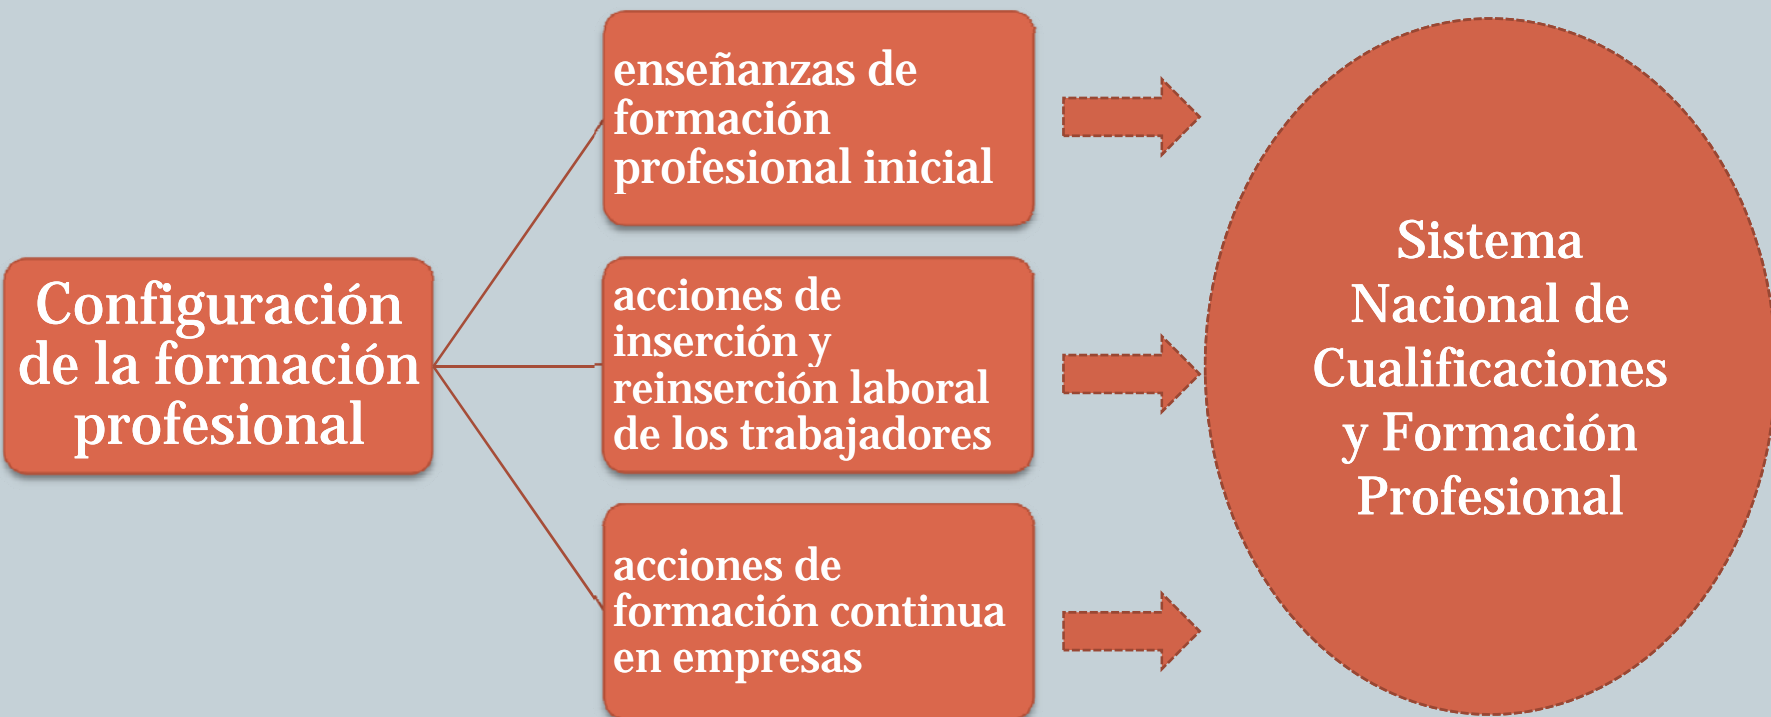 Configuración
de la formación
profesional
enseñanzas de
formación
profesional inicial
acciones de
inserción y
reinserción laboral
de los trabajadores
acciones de
formación continua
en empresas
Sistema
Nacional de
Cualificaciones
y Formación
Profesional